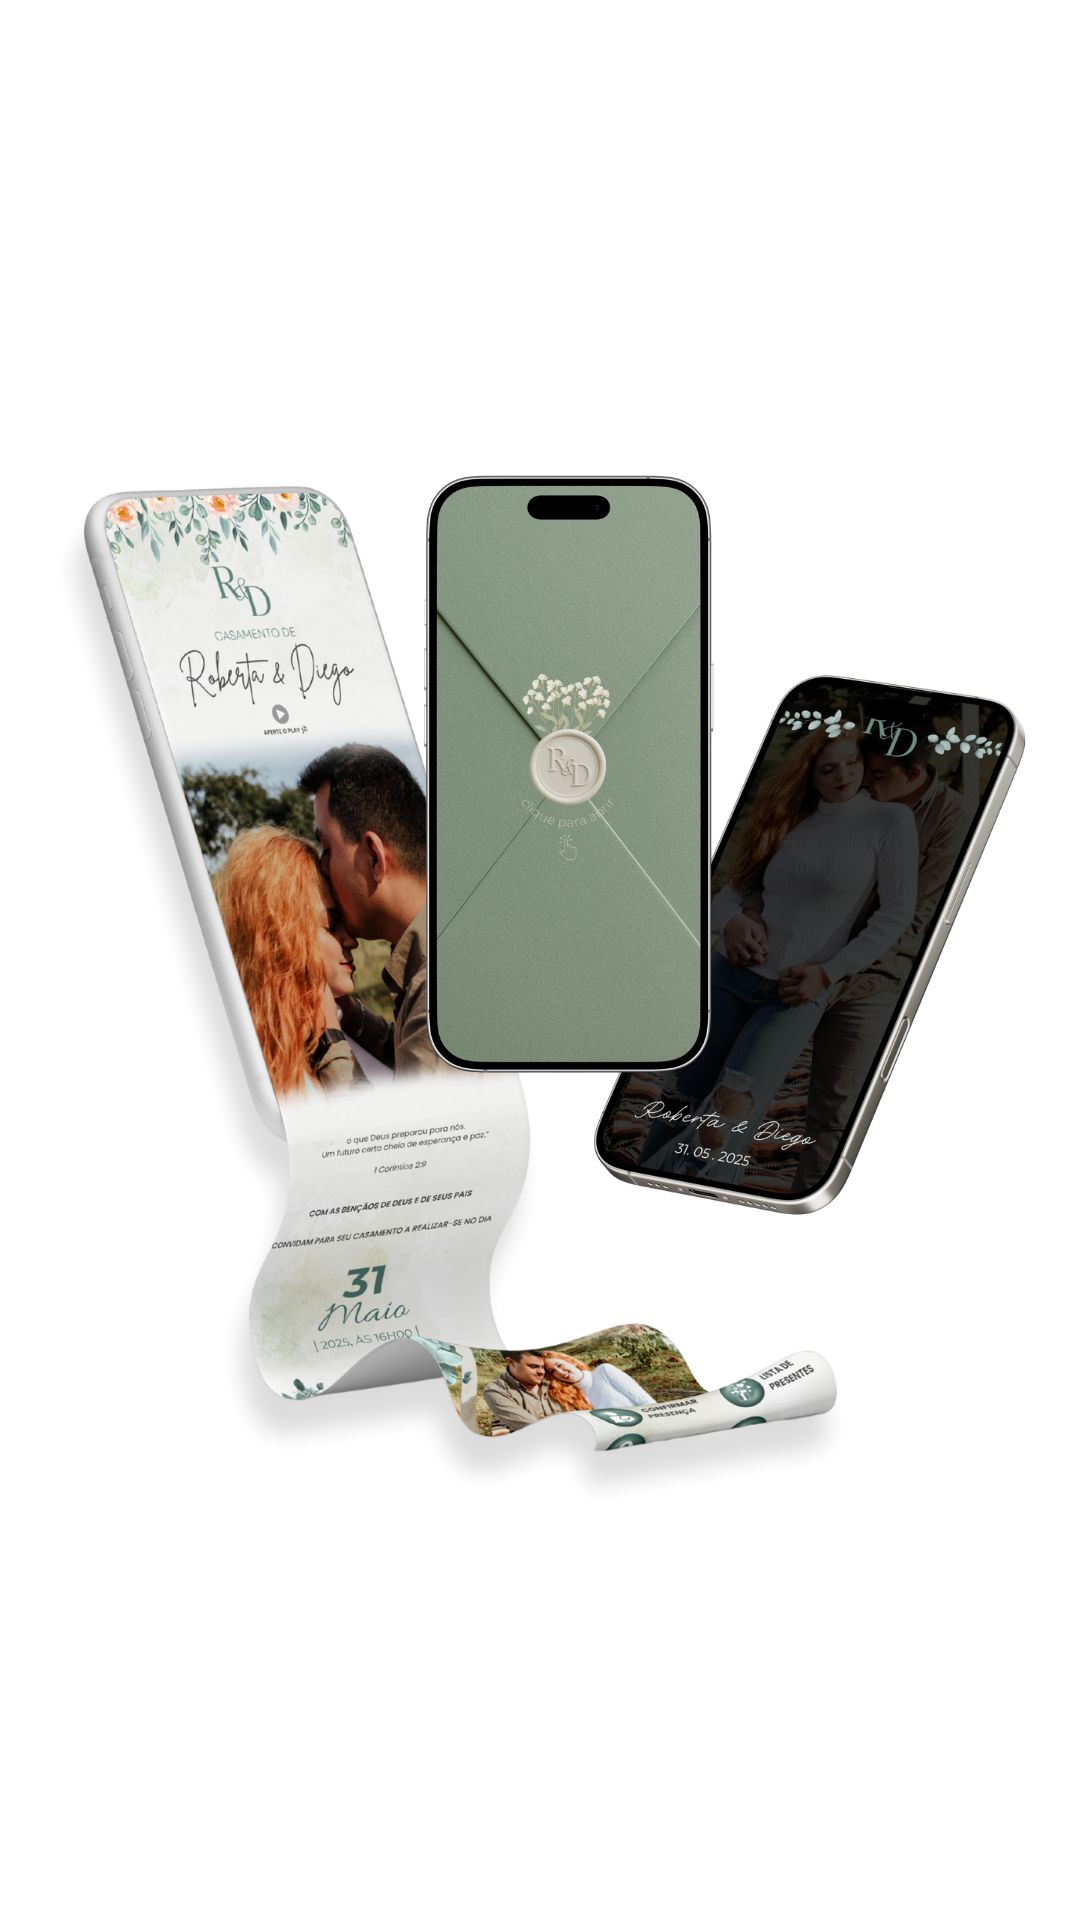 R&D
CASAMENTO DE
Roberta & Diego
APERTE O PLAY
o que Deus preparou para nós.
um futuro certo cheio de esperança e paz."
1 Coríntios 2:9
COM AS BENÇÃOS DE DEUS E DE SEUS PAIS
CONVIDAM PARA SEU CASAMENTO A REALIZAR-SE NO DIA
31
Maio
| 2025, ÀS 16H00 |
CONFIRMAR
PRESENÇA
LISTA DE
PRESENTES
R&D
clique para abrir
R&D
Roberta & Diego
31. 05 . 2025